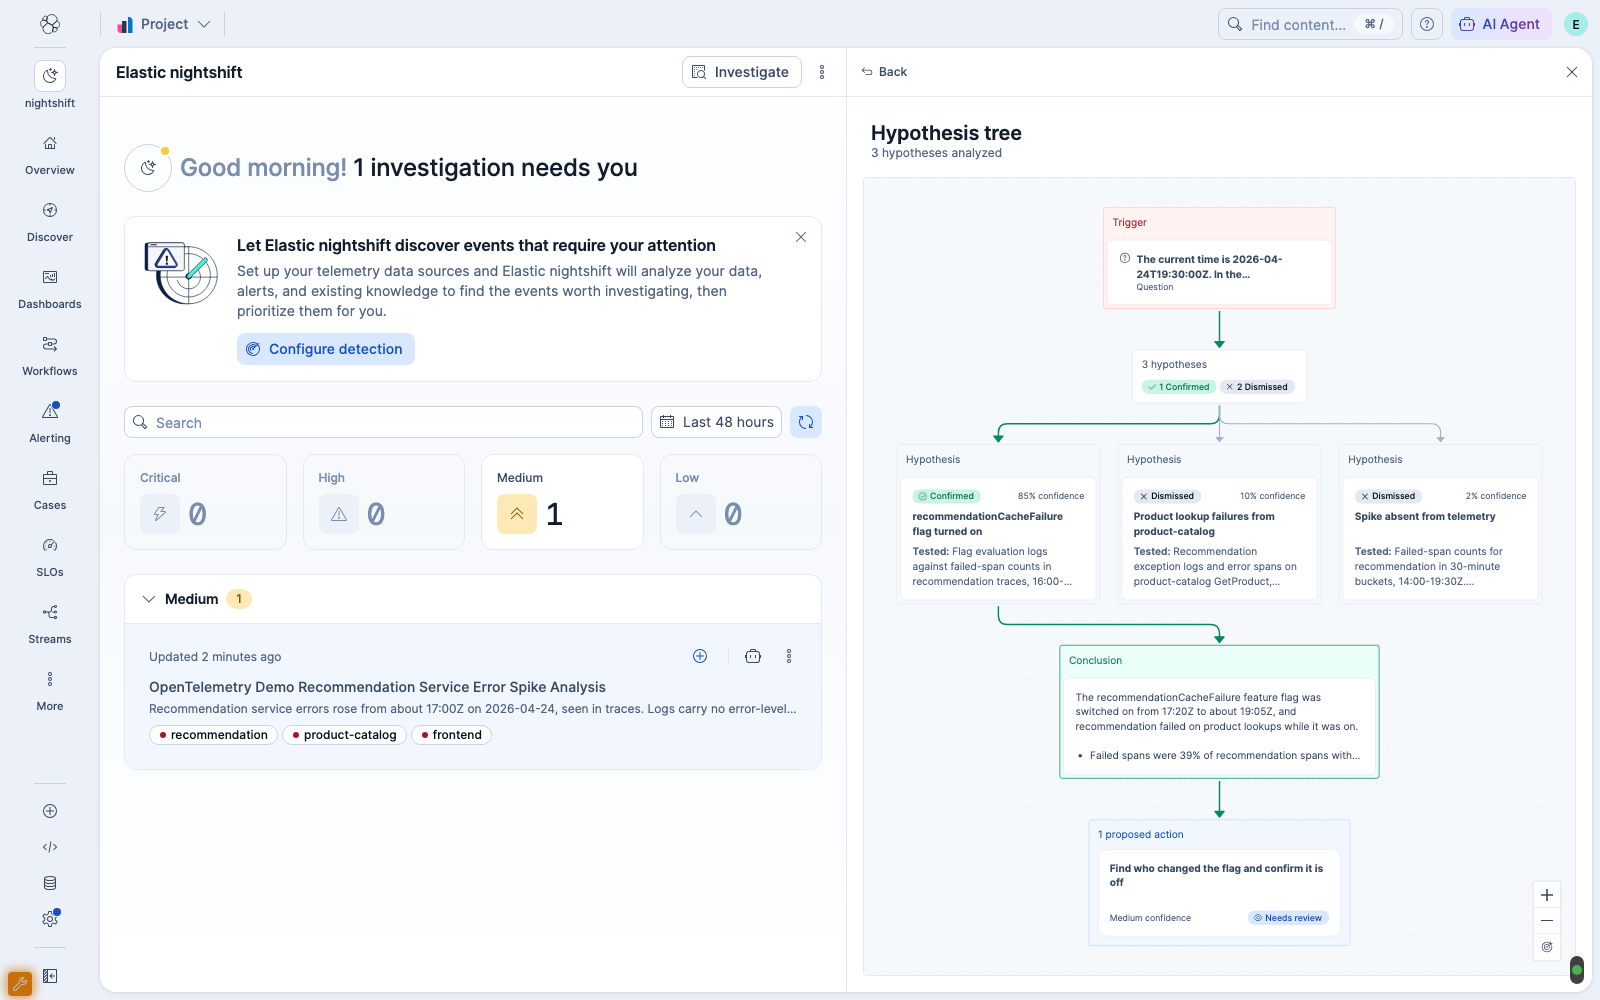 Project
Find content...
⌘ /
AI Agent
E
nightshift
Overview
Discover
Dashboards
Workflows
Alerting
Cases
SLOs
Streams
More
Elastic nightshift
Investigate
Good morning! 1 investigation needs you
Let Elastic nightshift discover events that require your attention
Set up your telemetry data sources and Elastic nightshift will analyze your data,
alerts, and existing knowledge to find the events worth investigating, then
prioritize them for you.
Configure detection
Search
Last 48 hours
Critical
0
High
0
Medium
1
Low
0
Medium 1
Updated 2 minutes ago
OpenTelemetry Demo Recommendation Service Error Spike Analysis
Recommendation service errors rose from about 17:00Z on 2026-04-24, seen in traces. Logs carry no error-level...
recommendation
product-catalog
frontend
Back
Hypothesis tree
3 hypotheses analyzed
Trigger
The current time is 2026-04-
24T19:30:00Z. In the...
Question
3 hypotheses
1 Confirmed
2 Dismissed
Hypothesis
Confirmed
85% confidence
recommendationCacheFailure
flag turned on
Tested: Flag evaluation logs
against failed-span counts in
recommendation traces, 16:00-...
Hypothesis
Dismissed
10% confidence
Product lookup failures from
product-catalog
Tested: Recommendation
exception logs and error spans on
product-catalog GetProduct,...
Hypothesis
Dismissed
2% confidence
Spike absent from telemetry
Tested: Failed-span counts for
recommendation in 30-minute
buckets, 14:00-19:30Z....
Conclusion
The recommendationCacheFailure feature flag was
switched on from 17:20Z to about 19:05Z, and
recommendation failed on product lookups while it was on.
• Failed spans were 39% of recommendation spans with...
1 proposed action
Find who changed the flag and confirm it is
off
Medium confidence
Needs review